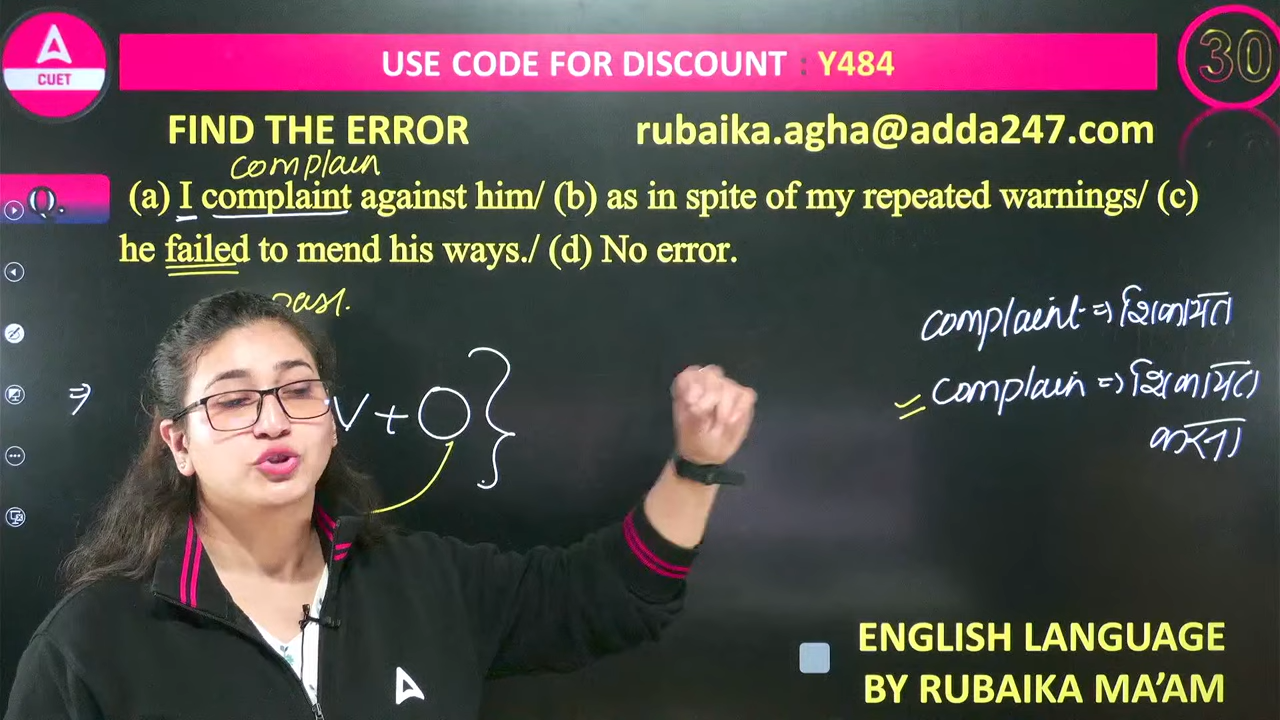 CUET
USE CODE FOR DISCOUNT : Y484
30
FIND THE ERROR
rubaika.agha@adda247.com
complain
Q.
(a) I complaint against him/ (b) as in spite of my repeated warnings/ (c)
he failed to mend his ways./ (d) No error.
past.
complaint ⇒ शिकायत
complain ⇒ शिकायत
करना
⇒
V + O }
ENGLISH LANGUAGE
BY RUBAIKA MA'AM